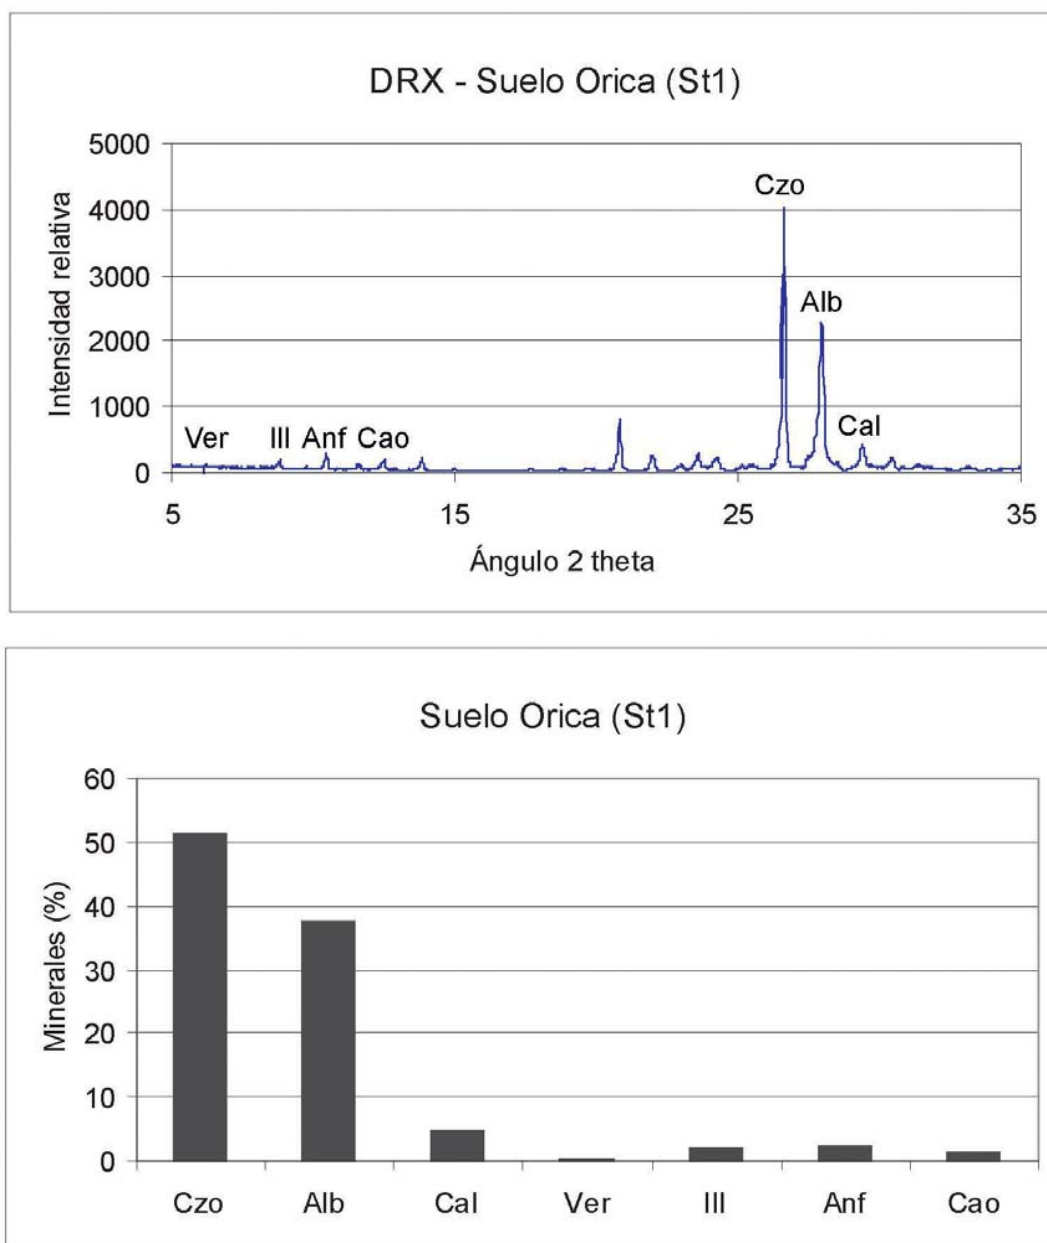 DRX - Suelo Orica (St1)
Intensidad relativa
5000
4000
3000
2000
1000
0
Czo
Alb
Cal
Ver Ill Anf Cao
5 15 25 35
Ángulo 2 theta
Suelo Orica (St1)
Minerales (%)
60
50
40
30
20
10
0
Czo Alb Cal Ver Ill Anf Cao